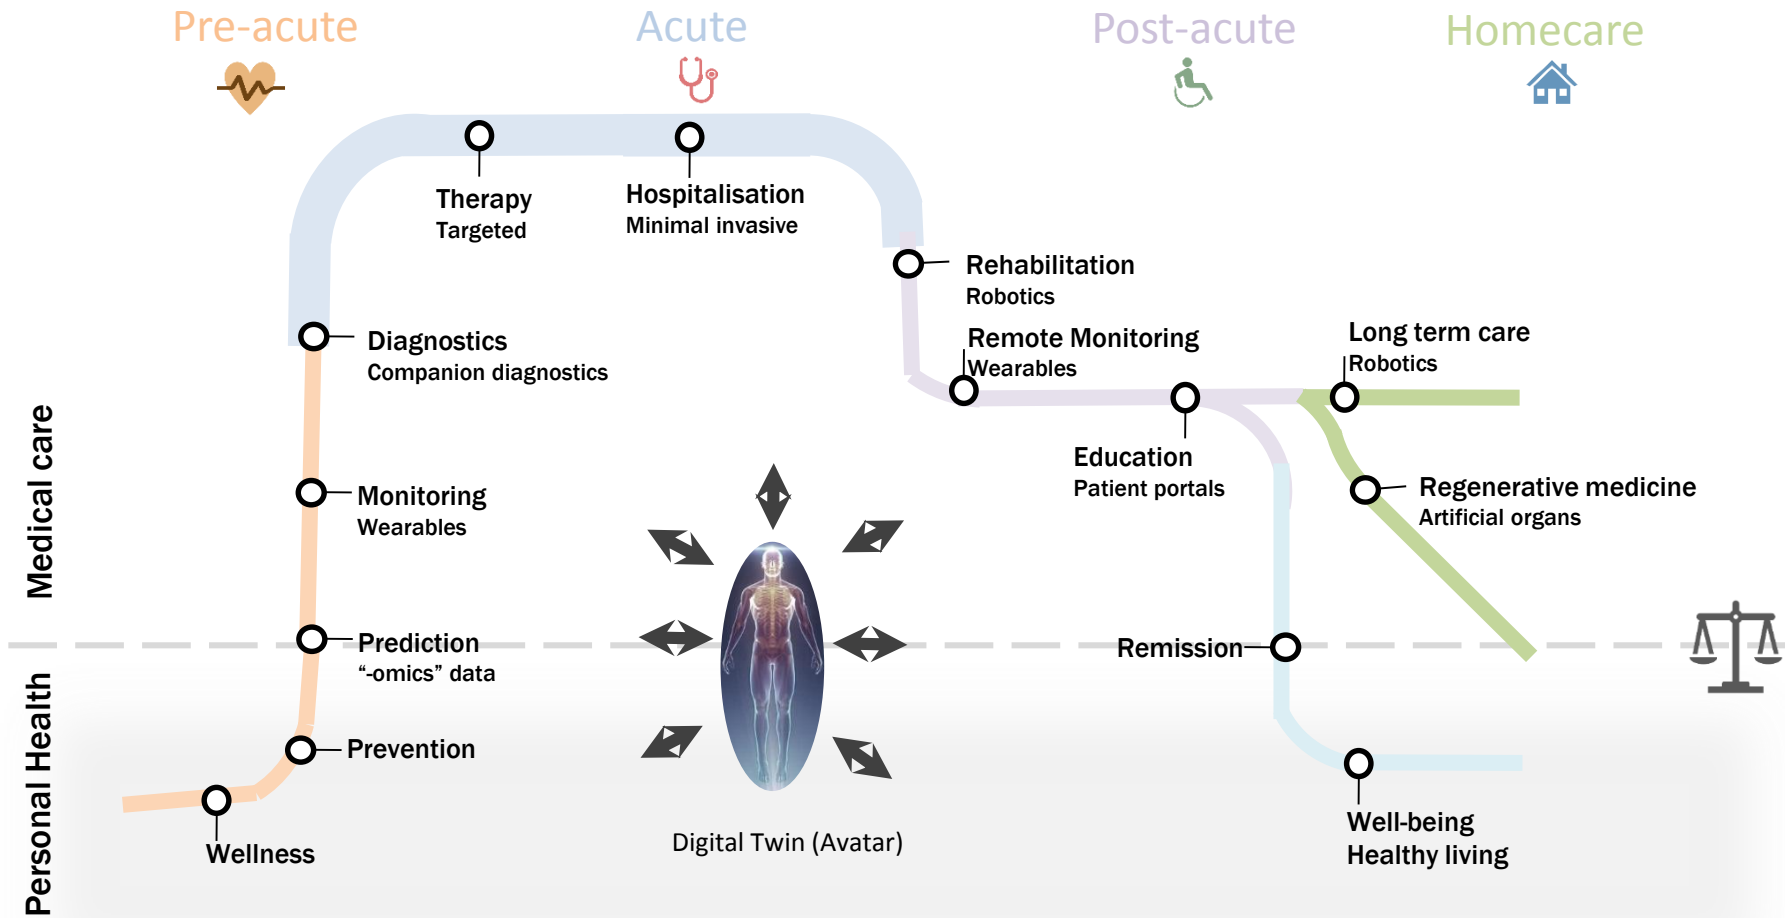 Pre-acute
Acute
Post-acute
Homecare
Therapy
Targeted
Hospitalisation
Minimal invasive
Rehabilitation
Robotics
Diagnostics
Companion diagnostics
Remote Monitoring
Wearables
Long term care
Robotics
Medical care
Monitoring
Wearables
Education
Patient portals
Regenerative medicine
Artificial organs
Prediction
“-omics” data
Remission
Personal Health
Prevention
Wellness
Digital Twin (Avatar)
Well-being
Healthy living